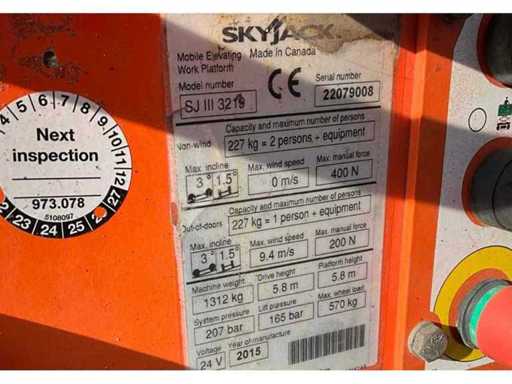 SKYJACK
Mobile Elevating
Work Platform
Made in Canada
Model number
SJ III 3219
CE
Serial number
22079008
Non-wind
Capacity and maximum number of persons
227 kg = 2 persons + equipment
Max. incline
3° 1.5°
Max. wind speed
0 m/s
Max. manual force
400 N
Out-of-doors
Capacity and maximum number of persons
227 kg = 1 person + equipment
Max. incline
3° 1.5°
Max. wind speed
9.4 m/s
Max. manual force
200 N
Machine weight
1312 kg
Drive height
5.8 m
Platform height
5.8 m
System pressure
207 bar
Lift pressure
165 bar
Max. wheel load
570 kg
Voltage
24 V
Year of manufacture
2015
Next
inspection
973.078
5108097
4 5 6 7 8 9 10 11 12
22 23 24 25 26 27